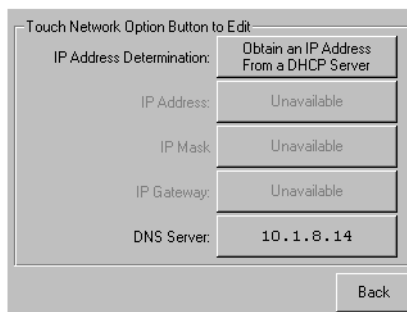 Touch Network Option Button to Edit
IP Address Determination:
Obtain an IP Address
From a DHCP Server
IP Address:
Unavailable
IP Mask
Unavailable
IP Gateway:
Unavailable
DNS Server:
10.1.8.14
Back